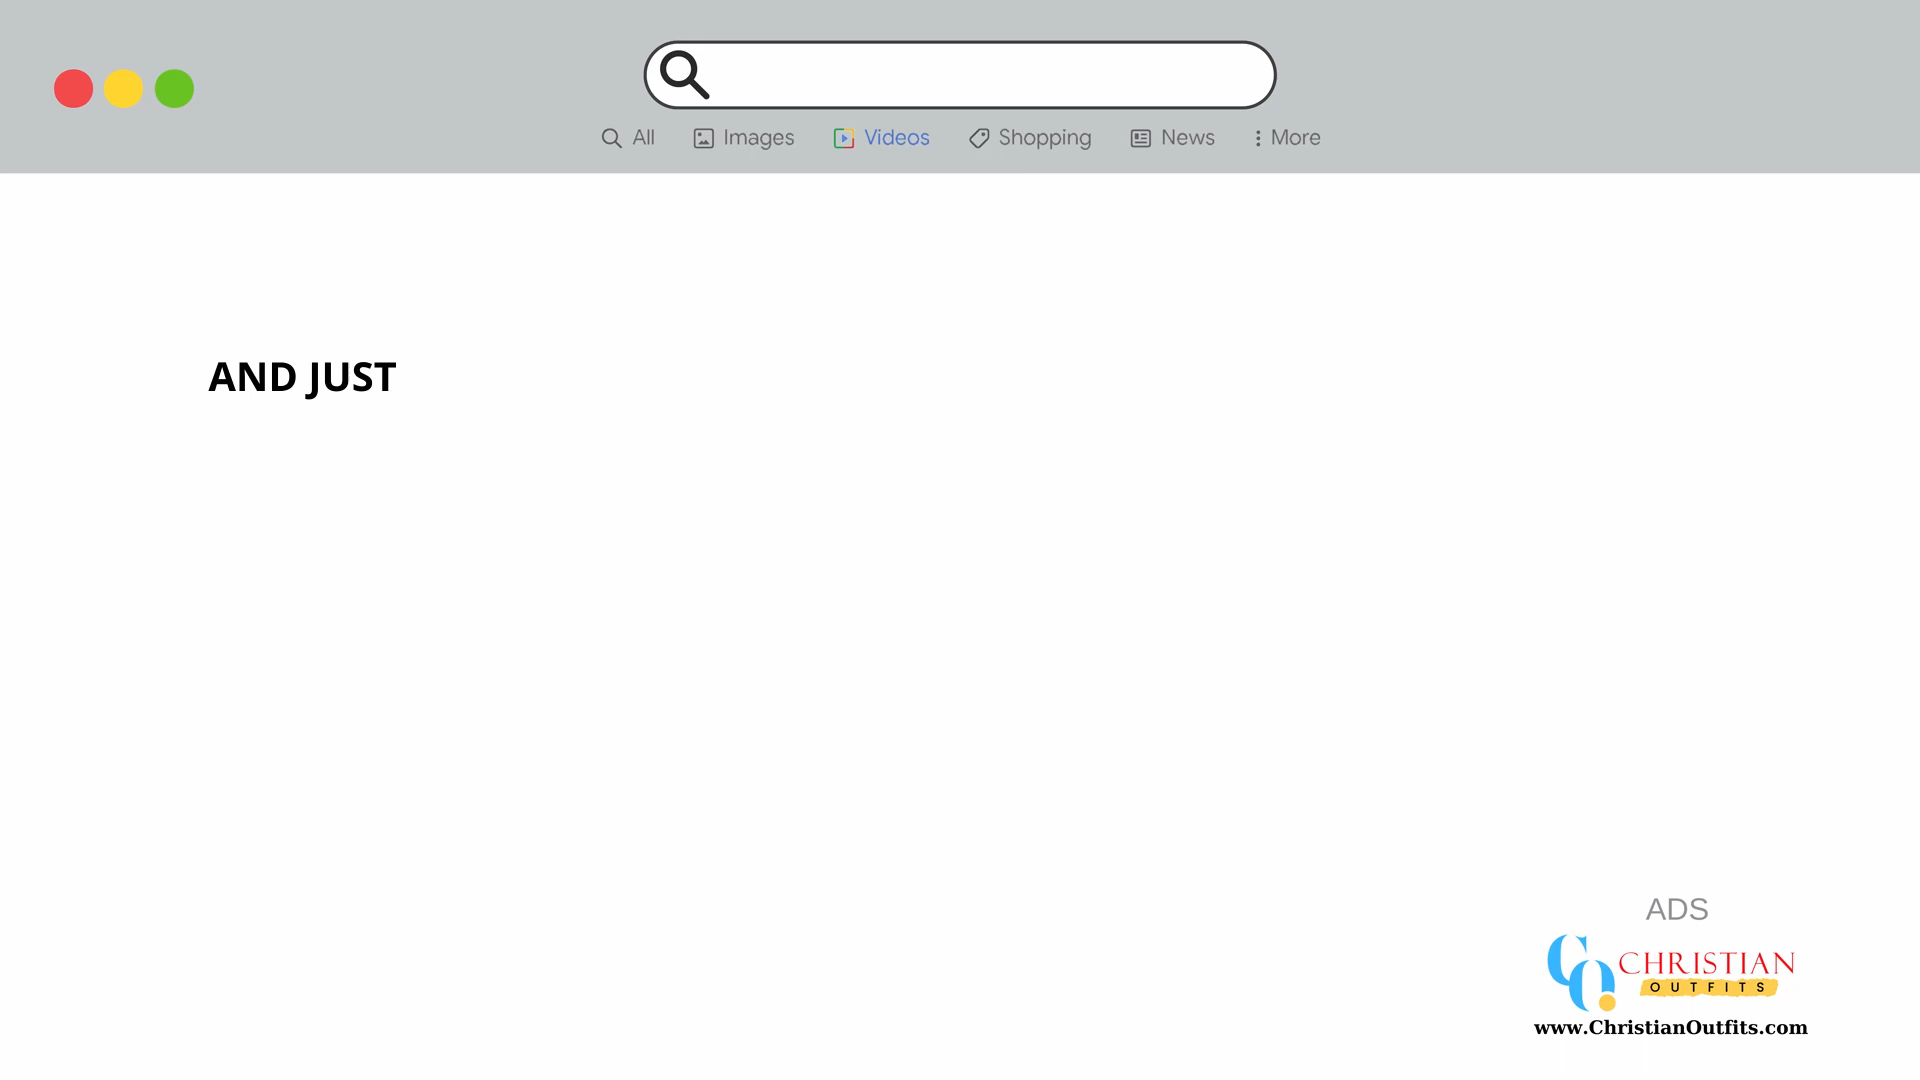 All Images Videos Shopping News More
AND JUST
ADS
CHRISTIAN
OUTFITS
www.ChristianOutfits.com